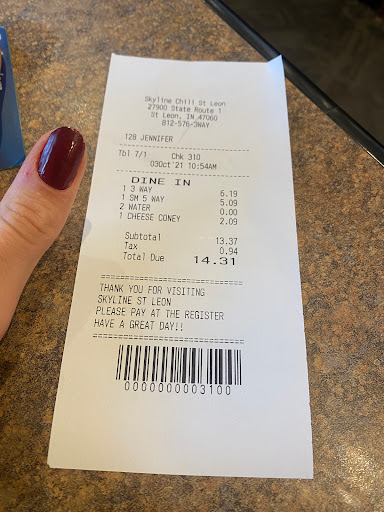 Skyline Chili St Leon
27900 State Route 1
St Leon, IN 47060
812-576-3WAY
128 JENNIFER
Tbl 7/1 Chk 310
03Oct'21 10:54AM
DINE IN
1 3 WAY 6.19
1 SM 5 WAY 5.09
2 WATER 0.00
1 CHEESE CONEY 2.09
Subtotal 13.37
Tax 0.94
Total Due 14.31
THANK YOU FOR VISITING
SKYLINE ST LEON
PLEASE PAY AT THE REGISTER
HAVE A GREAT DAY!!
0000000003100